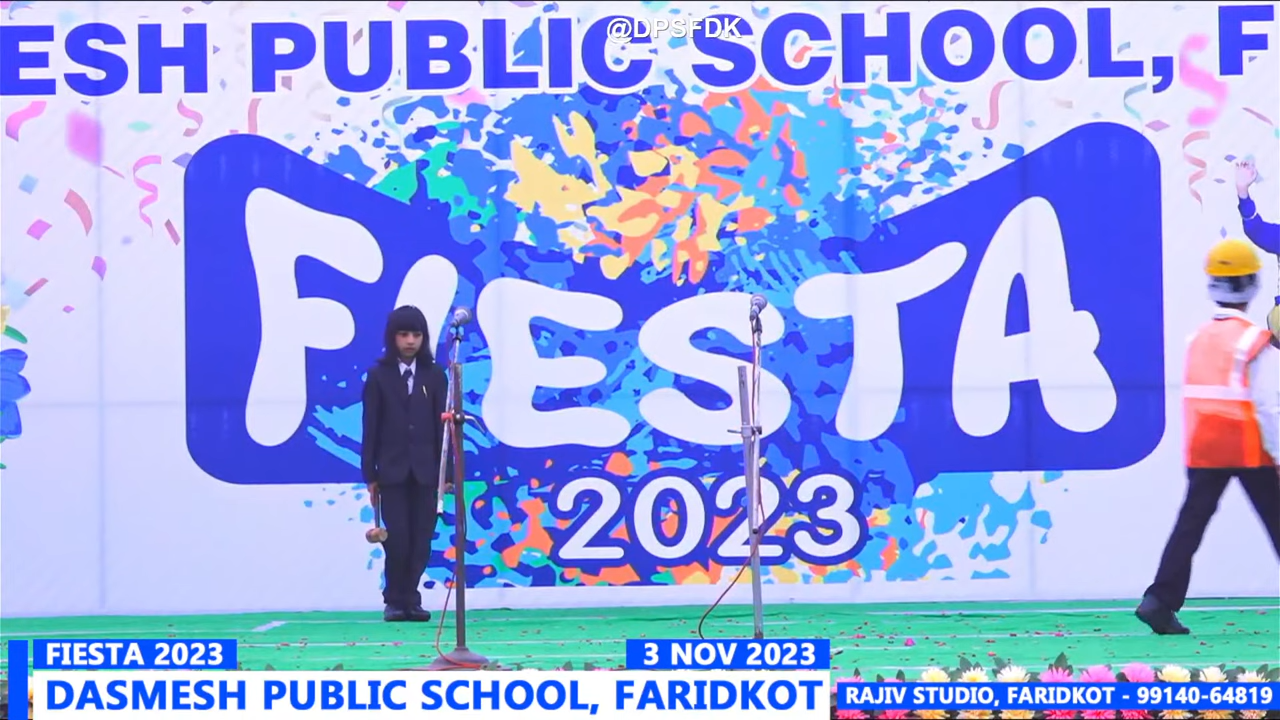 ESH PUBLIC SCHOOL, F
@DPSFDK
FIESTA
2023
FIESTA 2023
3 NOV 2023
DASMESH PUBLIC SCHOOL, FARIDKOT
RAJIV STUDIO, FARIDKOT - 99140-64819